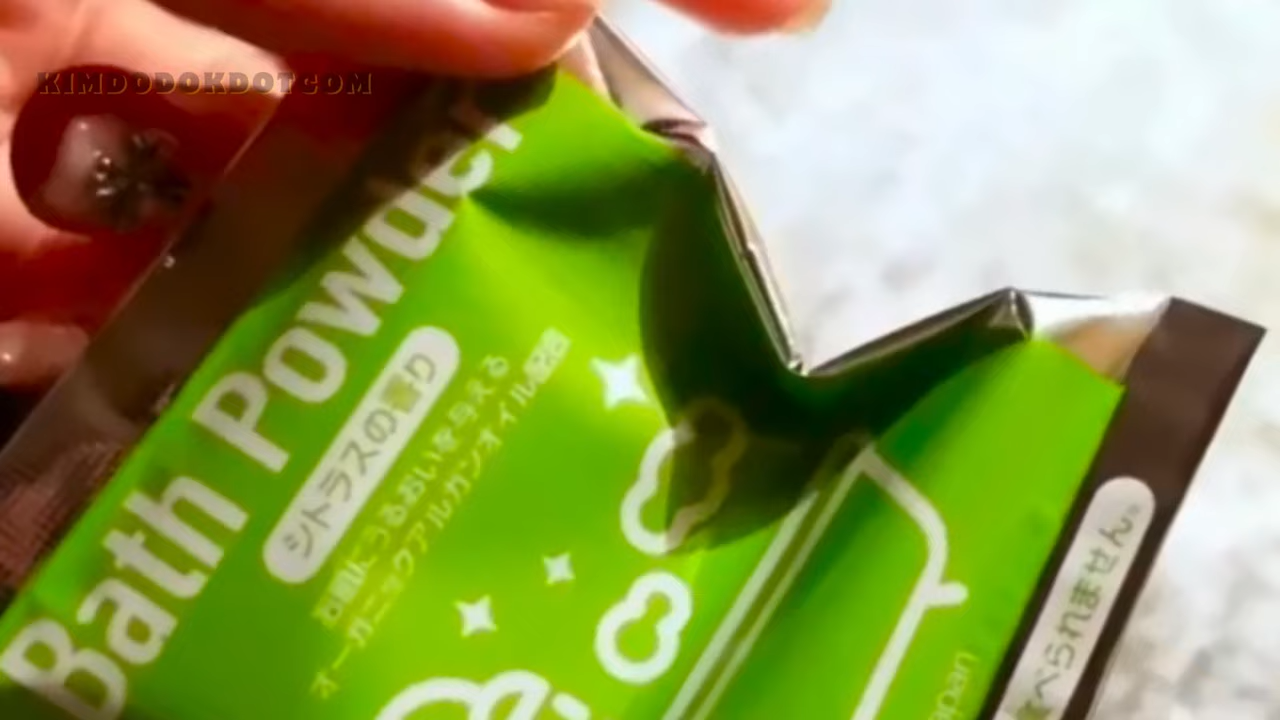 KIMDODOKDOT.COM
Bath Powder
シトラスの香り
お肌にうるおいを与える
オーガニックアルガンオイル配合
食べられません。